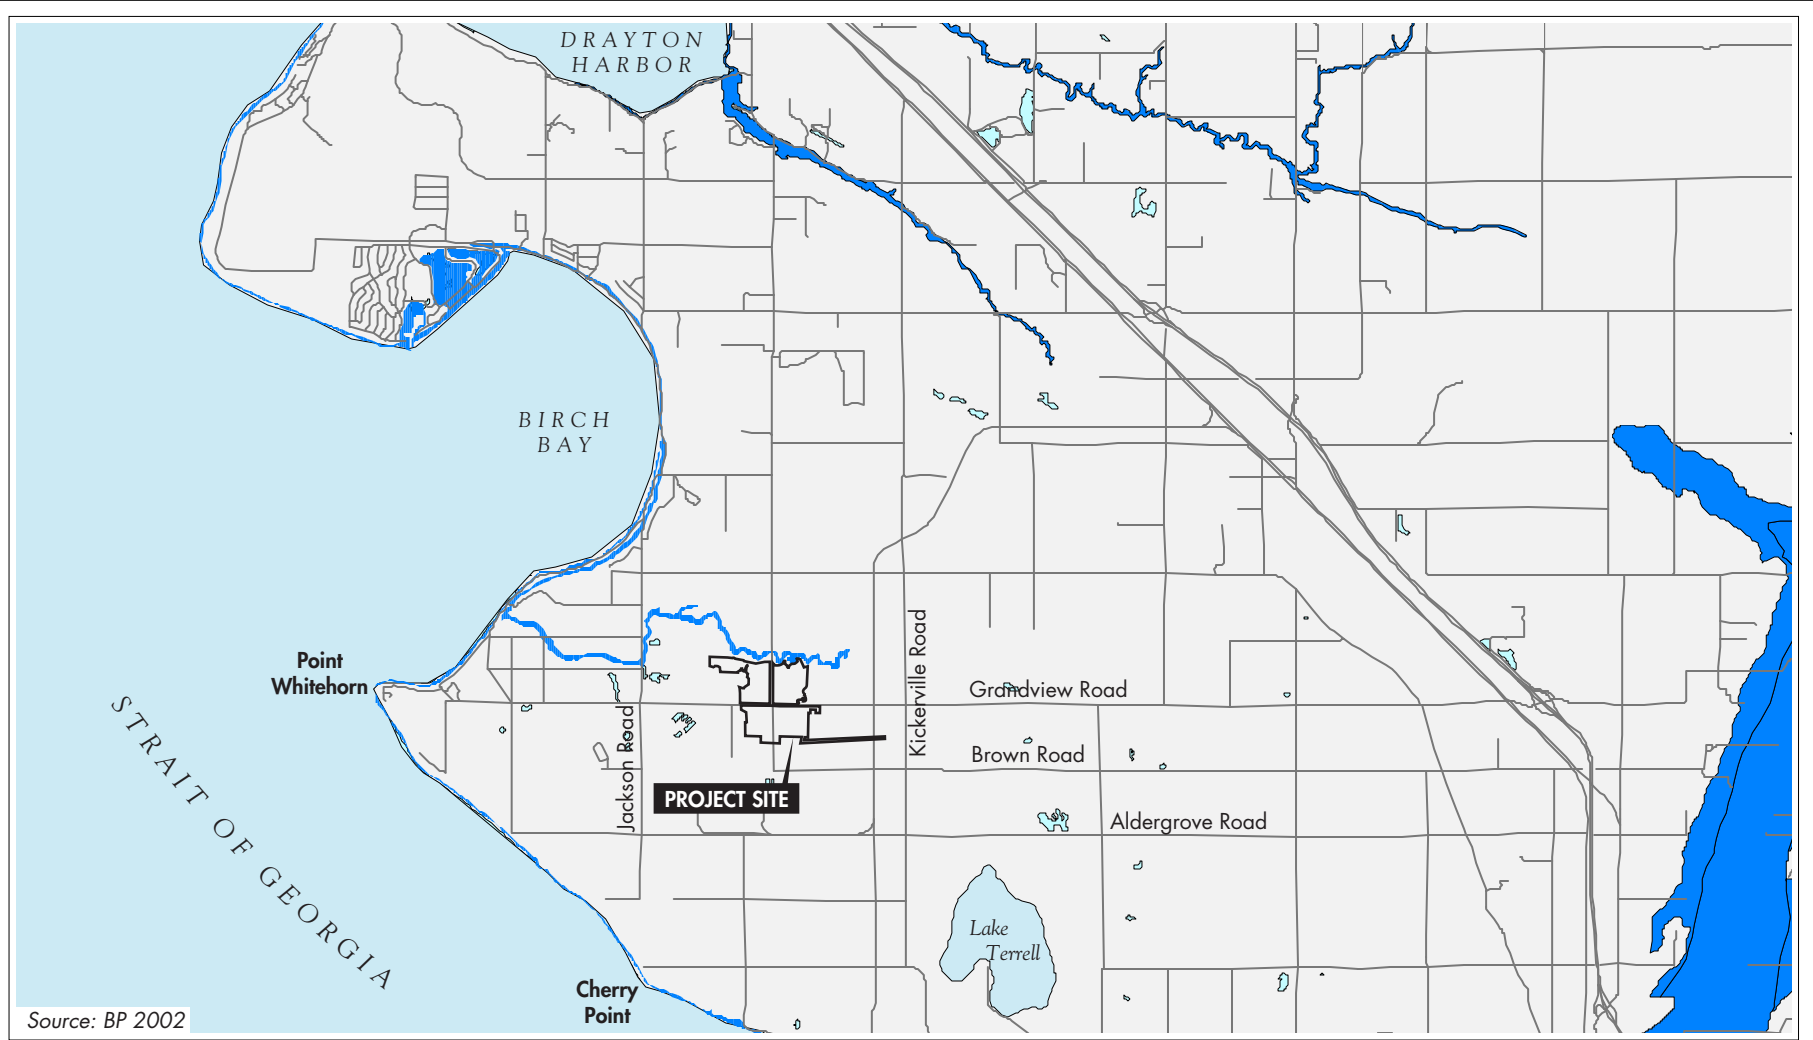 DRAYTON
HARBOR
BIRCH
BAY
Point
Whitehorn
Kickerville Road
Grandview Road
Jackson Road
Brown Road
PROJECT SITE
Aldergrove Road
STRAIT OF GEORGIA
Lake
Terrell
Cherry
Point
Source: BP 2002